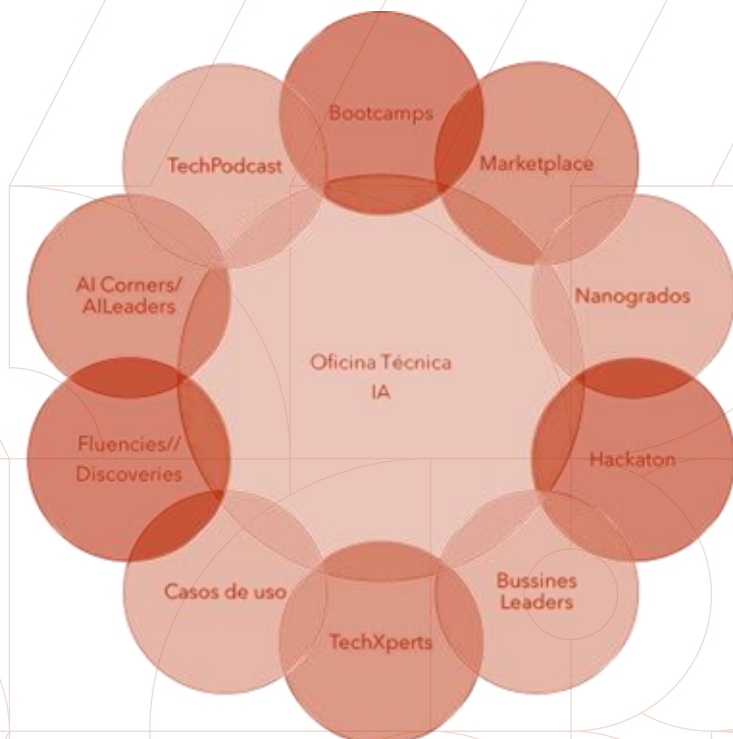 Bootcamps
TechPodcast
Marketplace
AI Corners/
AILeaders
Nanogrados
Oficina Técnica
IA
Fluencies//
Discoveries
Hackaton
Casos de uso
Bussines
Leaders
TechXperts